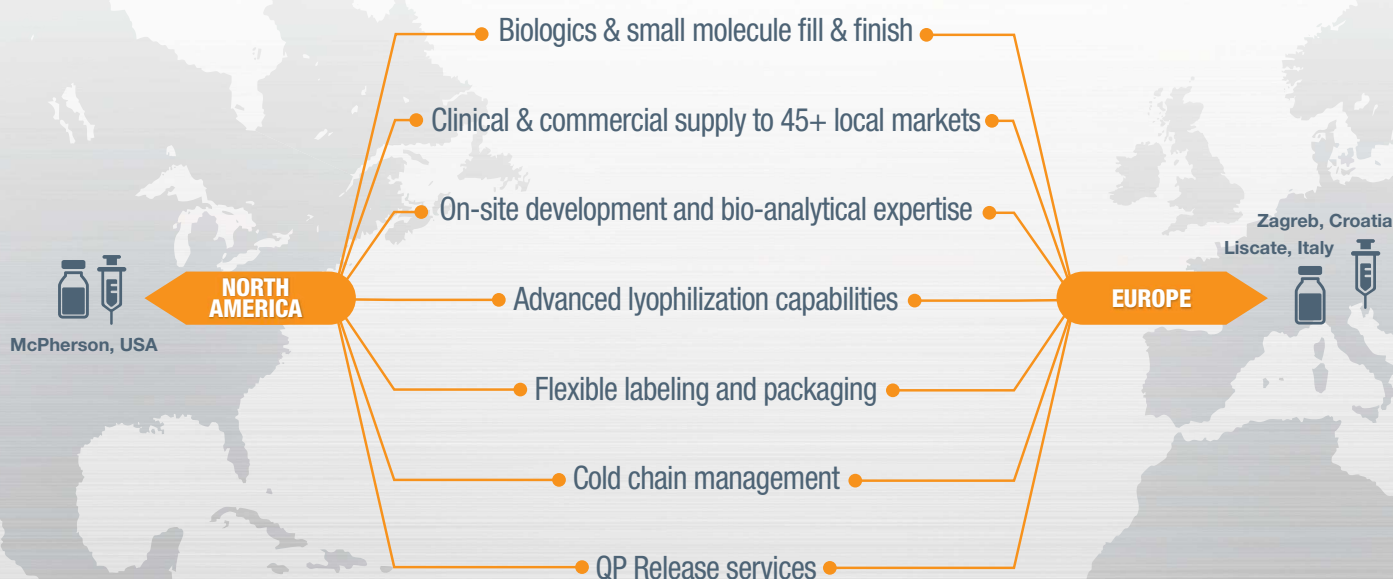 Biologics & small molecule fill & finish
Clinical & commercial supply to 45+ local markets
On-site development and bio-analytical expertise
Zagreb, Croatia
Liscate, Italy
NORTH
AMERICA
Advanced lyophilization capabilities
EUROPE
McPherson, USA
Flexible labeling and packaging
Cold chain management
QP Release services